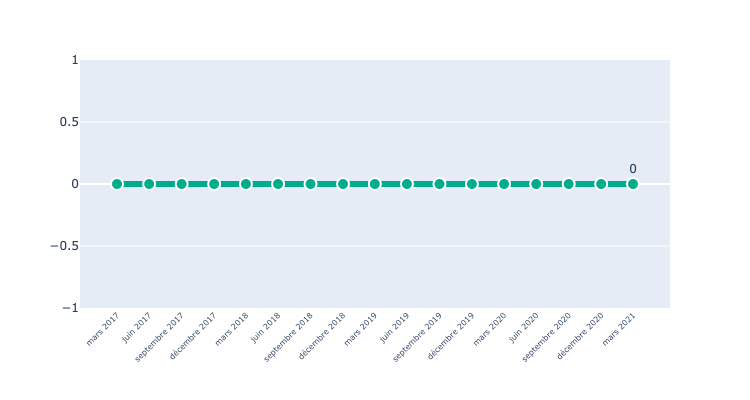 1
0.5
0
−0.5
−1
0
mars 2017
juin 2017
septembre 2017
décembre 2017
mars 2018
juin 2018
septembre 2018
décembre 2018
mars 2019
juin 2019
septembre 2019
décembre 2019
mars 2020
juin 2020
septembre 2020
décembre 2020
mars 2021